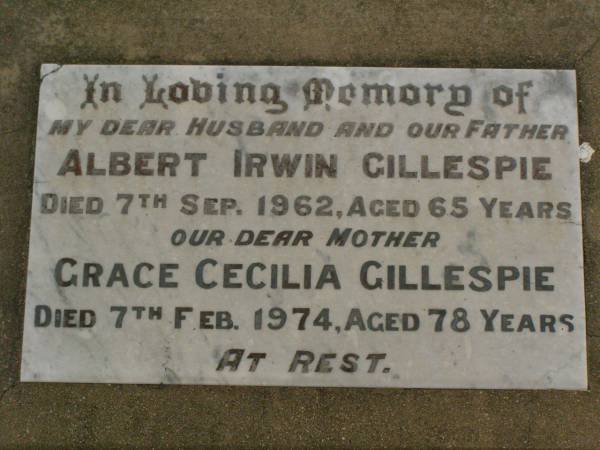 In Loving Memory of
MY DEAR HUSBAND AND OUR FATHER
ALBERT IRWIN GILLESPIE
DIED 7TH SEP. 1962, AGED 65 YEARS
OUR DEAR MOTHER
GRACE CECILIA GILLESPIE
DIED 7TH FEB. 1974, AGED 78 YEARS
AT REST.